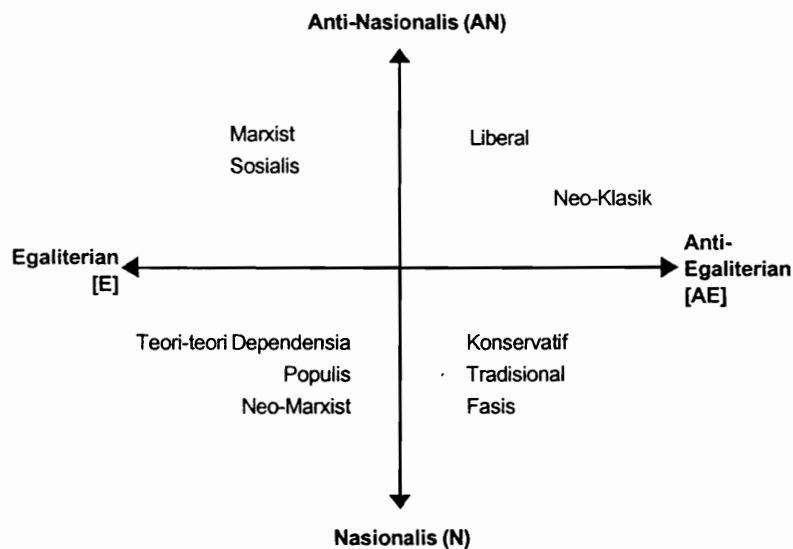 Anti-Nasionalis (AN)
Marxist
Sosialis
Liberal
Neo-Klasik
Egaliterian
[E]
Anti-
Egaliterian
[AE]
Teori-teori Dependensia
Populis
Neo-Marxist
Konservatif
Tradisional
Fasis
Nasionalis (N)